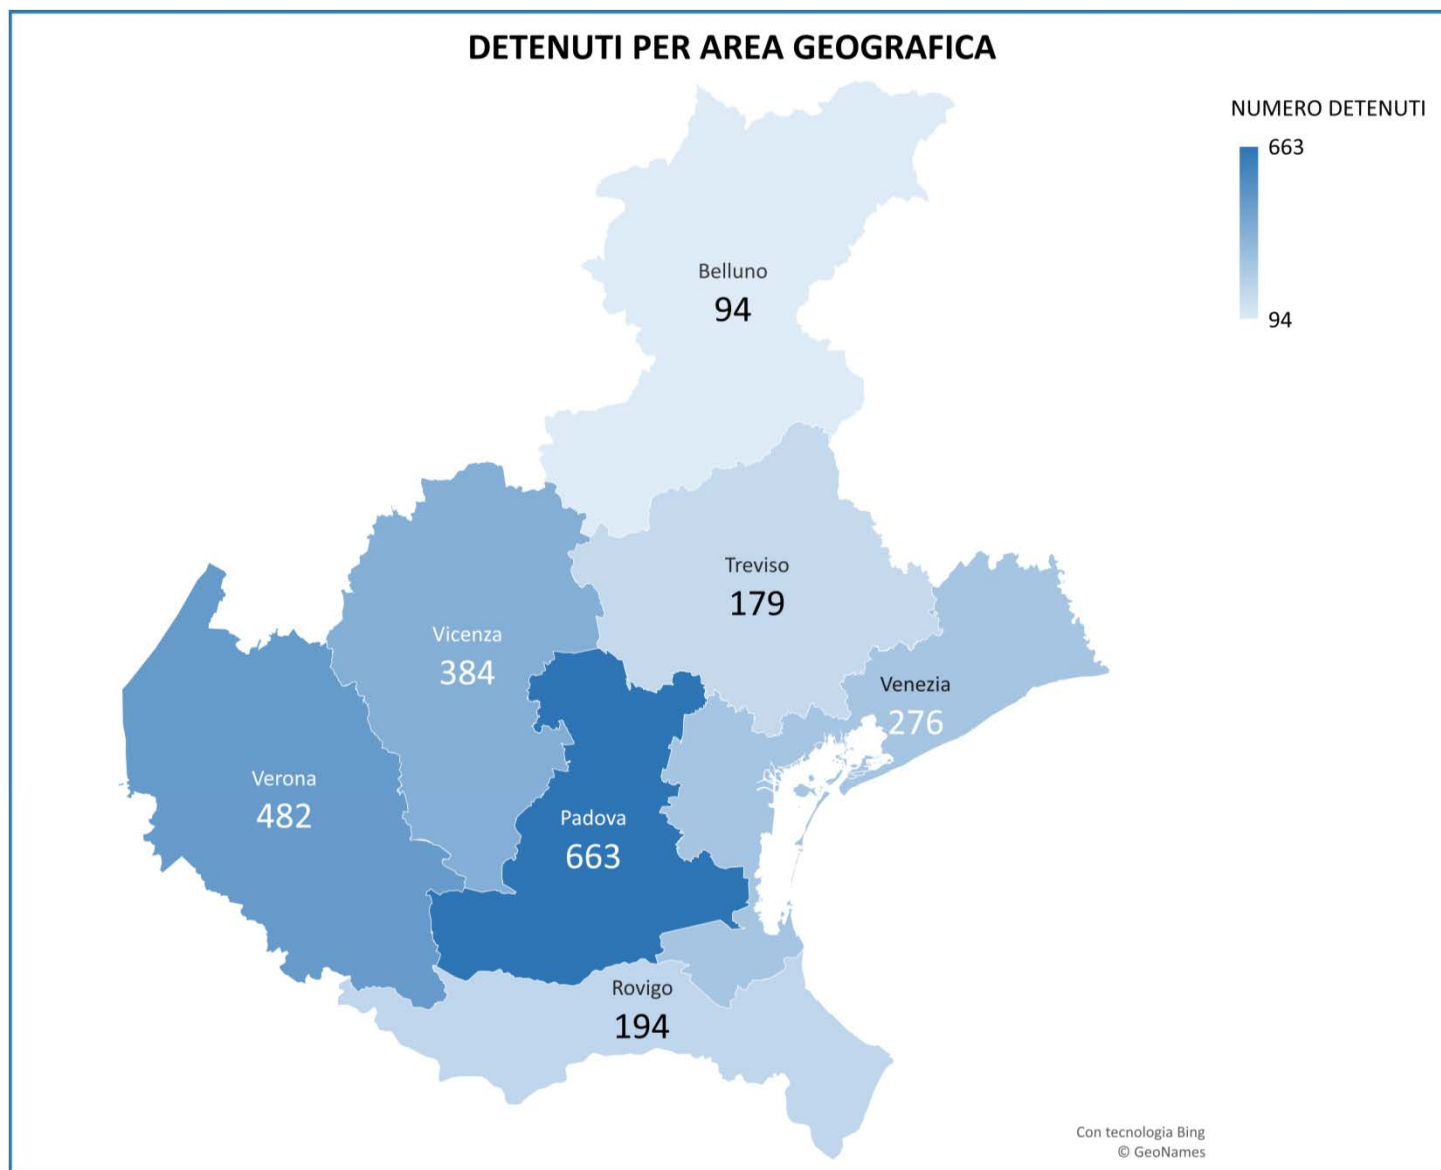 DETENUTI PER AREA GEOGRAFICA
NUMERO DETENUTI
663
94
Belluno
94
Treviso
179
Vicenza
384
Venezia
276
Verona
482
Padova
663
Rovigo
194
Con tecnologia Bing
© GeoNames